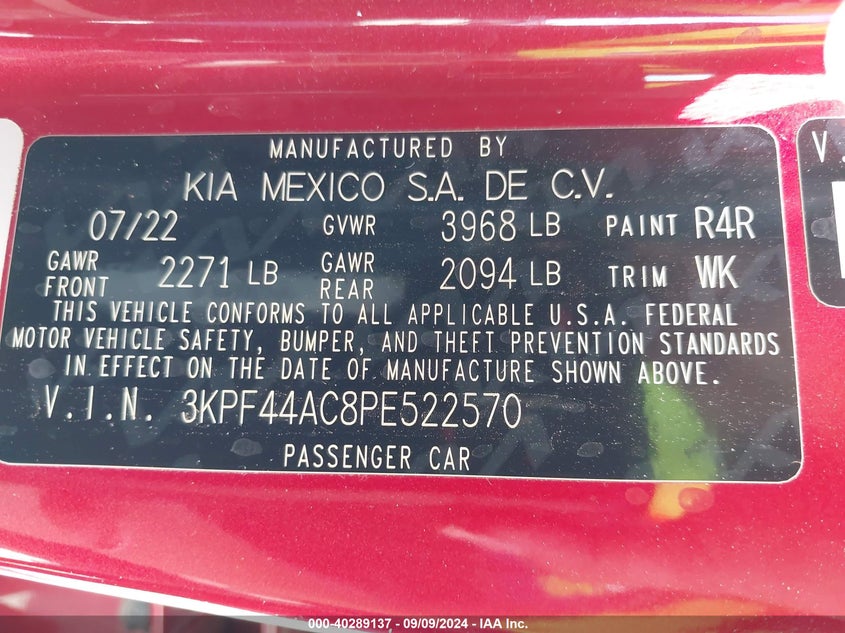 MANUFACTURED BY
KIA MEXICO S.A. DE C.V.
07/22 GVWR 3968 LB PAINT R4R
GAWR FRONT 2271 LB GAWR REAR 2094 LB TRIM WK
THIS VEHICLE CONFORMS TO ALL APPLICABLE U.S.A. FEDERAL
MOTOR VEHICLE SAFETY, BUMPER, AND THEFT PREVENTION STANDARDS
IN EFFECT ON THE DATE OF MANUFACTURE SHOWN ABOVE.
V.I.N. 3KPF44AC8PE522570
PASSENGER CAR
V.
000-40289137 - 09/09/2024 - IAA Inc.